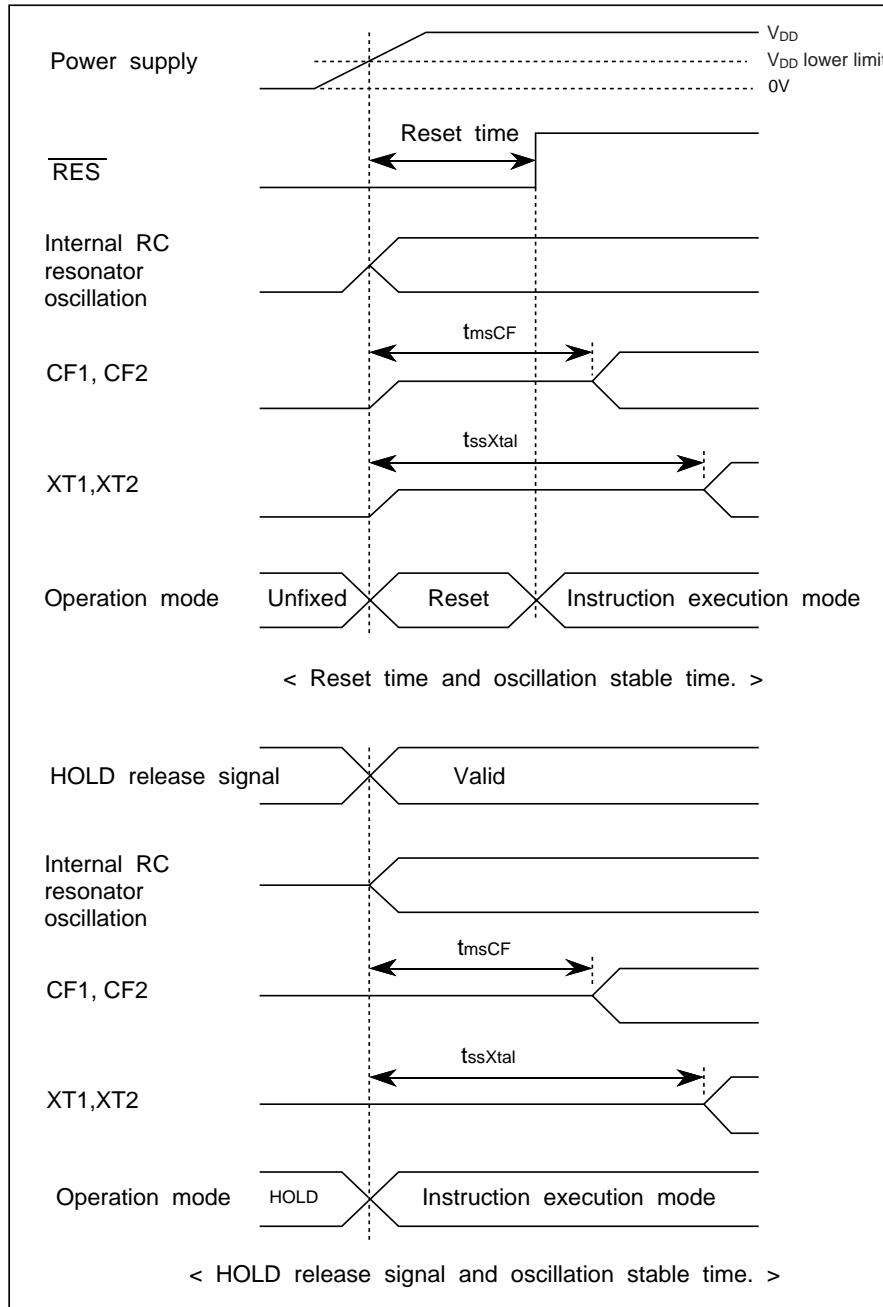 VDD
Power supply
VDD lower limit
0V
Reset time
RES
Internal RC
resonator
oscillation
tmsCF
CF1, CF2
tssXtal
XT1,XT2
Operation mode Unfixed Reset Instruction execution mode
< Reset time and oscillation stable time. >
HOLD release signal Valid
Internal RC
resonator
oscillation
tmsCF
CF1, CF2
tssXtal
XT1,XT2
Operation mode HOLD Instruction execution mode
< HOLD release signal and oscillation stable time. >